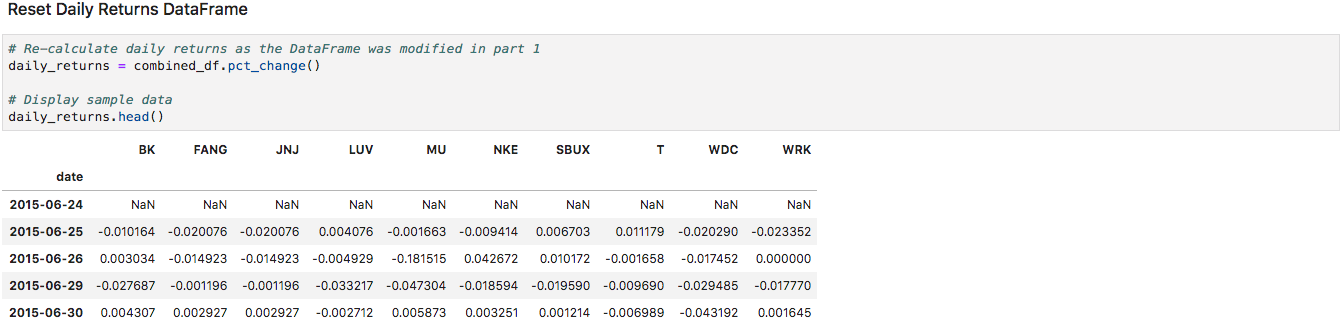 Reset Daily Returns DataFrame
# Re-calculate daily returns as the DataFrame was modified in part 1
daily_returns = combined_df.pct_change()
# Display sample data
daily_returns.head()
BK FANG JNJ LUV MU NKE SBUX T WDC WRK
date
2015-06-24 NaN NaN NaN NaN NaN NaN NaN NaN NaN NaN
2015-06-25 -0.010164 -0.020076 -0.020076 0.004076 -0.001663 -0.009414 0.006703 0.011179 -0.020290 -0.023352
2015-06-26 0.003034 -0.014923 -0.014923 -0.004929 -0.181515 0.042672 0.010172 -0.001658 -0.017452 0.000000
2015-06-29 -0.027687 -0.001196 -0.001196 -0.033217 -0.047304 -0.018594 -0.019590 -0.009690 -0.029485 -0.017770
2015-06-30 0.004307 0.002927 0.002927 -0.002712 0.005873 0.003251 0.001214 -0.006989 -0.043192 0.001645